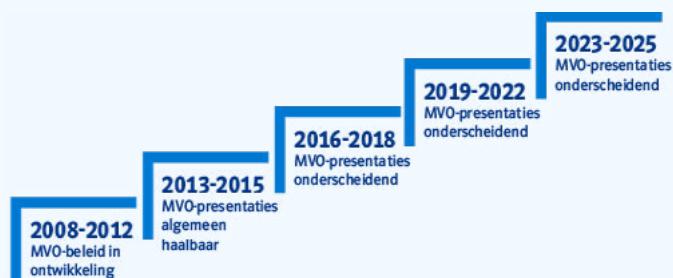 2023-2025
MVO-presentaties
onderscheidend
2019-2022
MVO-presentaties
onderscheidend
2016-2018
MVO-presentaties
onderscheidend
2013-2015
MVO-presentaties
algemeen
haalbaar
2008-2012
MVO-beleid in
ontwikkeling